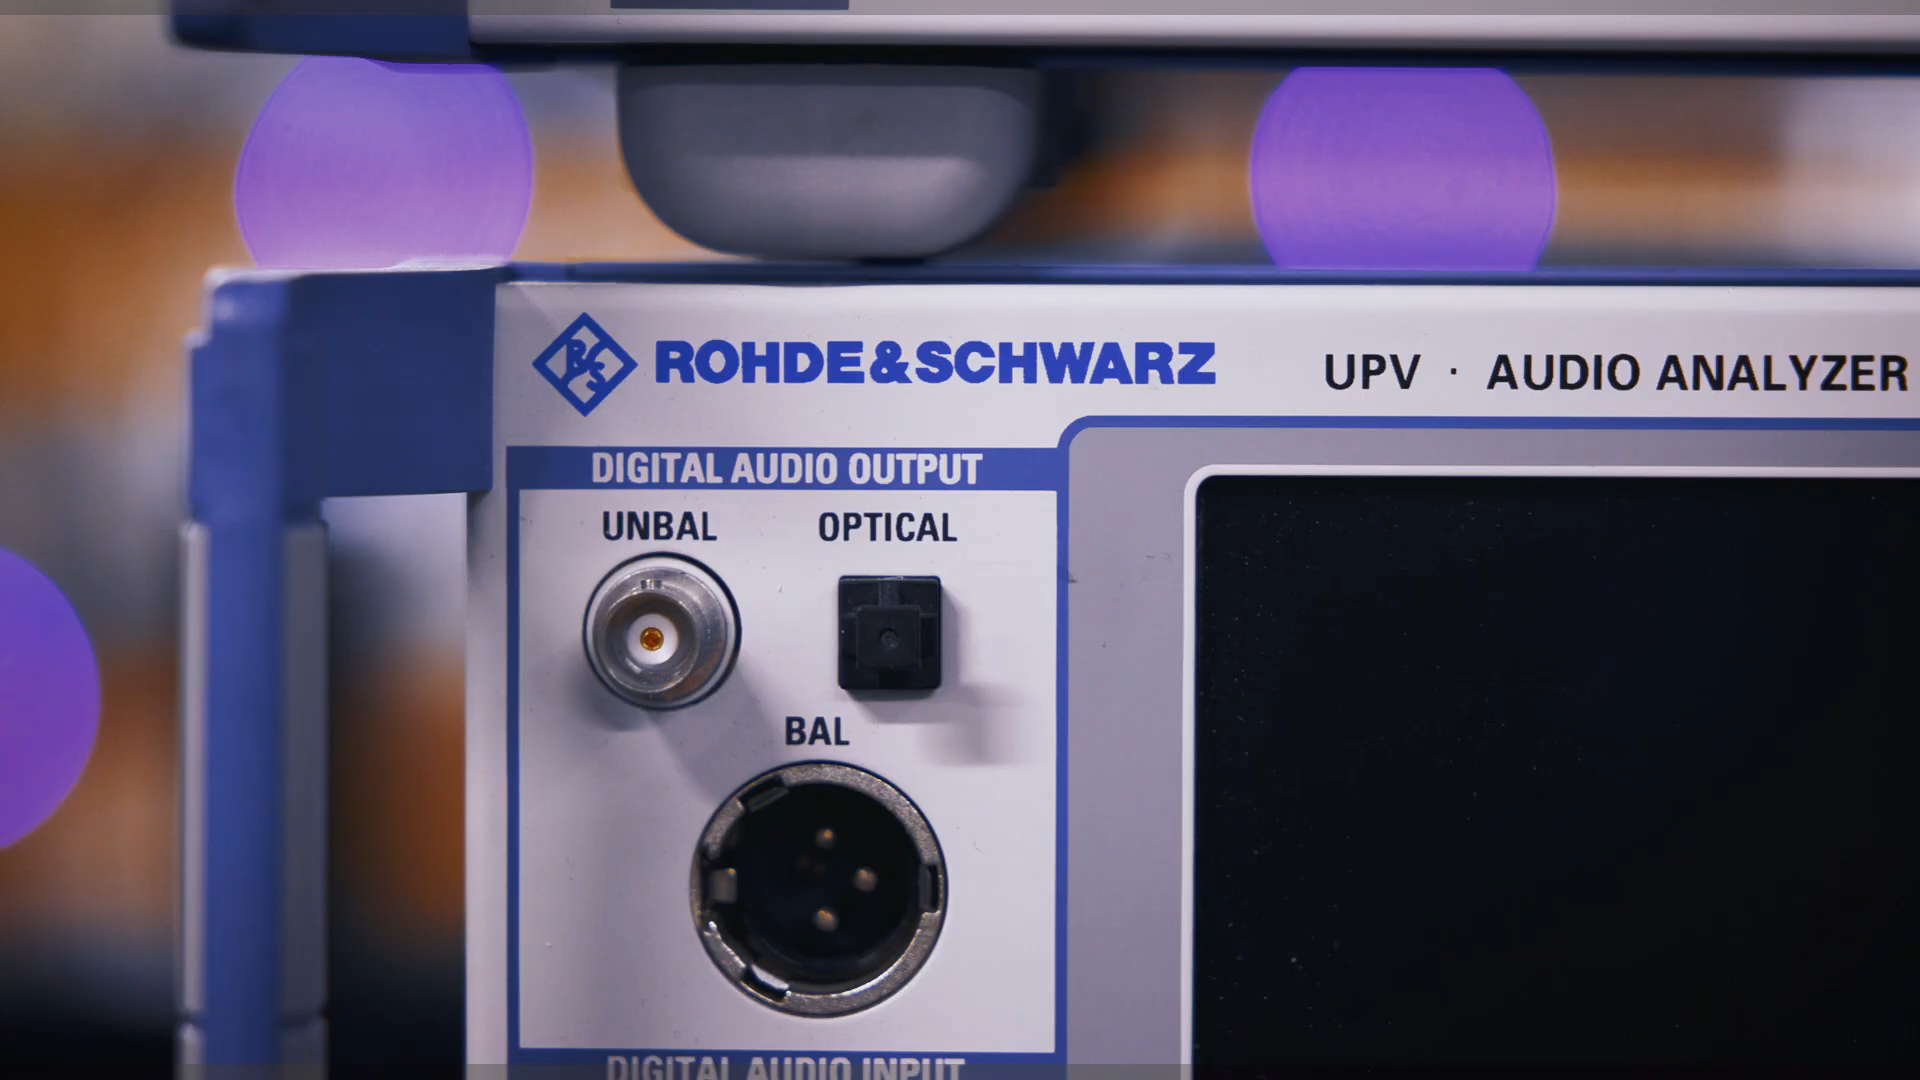 R&S ROHDE&SCHWARZ
UPV · AUDIO ANALYZER
DIGITAL AUDIO OUTPUT
UNBAL OPTICAL
BAL
DIGITAL AUDIO INPUT